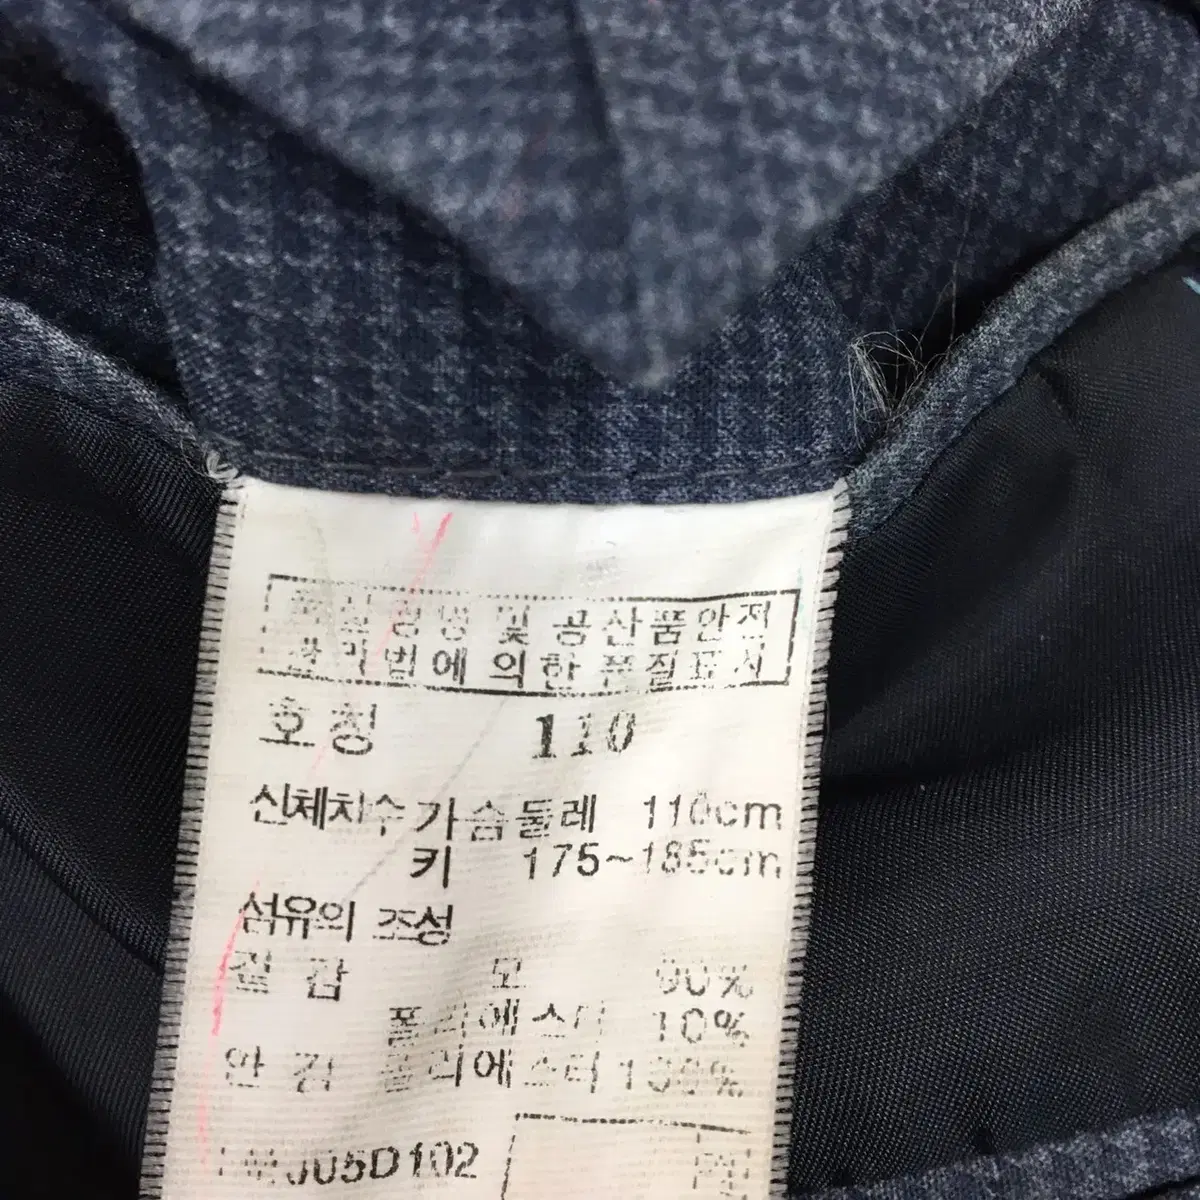 품질경영 및 공산품안전
관리법에 의한 품질표시
호칭 110
신체치수 가슴둘레 110cm
키 175~185cm
섬유의 조성
겉감 모 90%
폴리에스터 10%
안감 폴리에스터 100%
J05D102